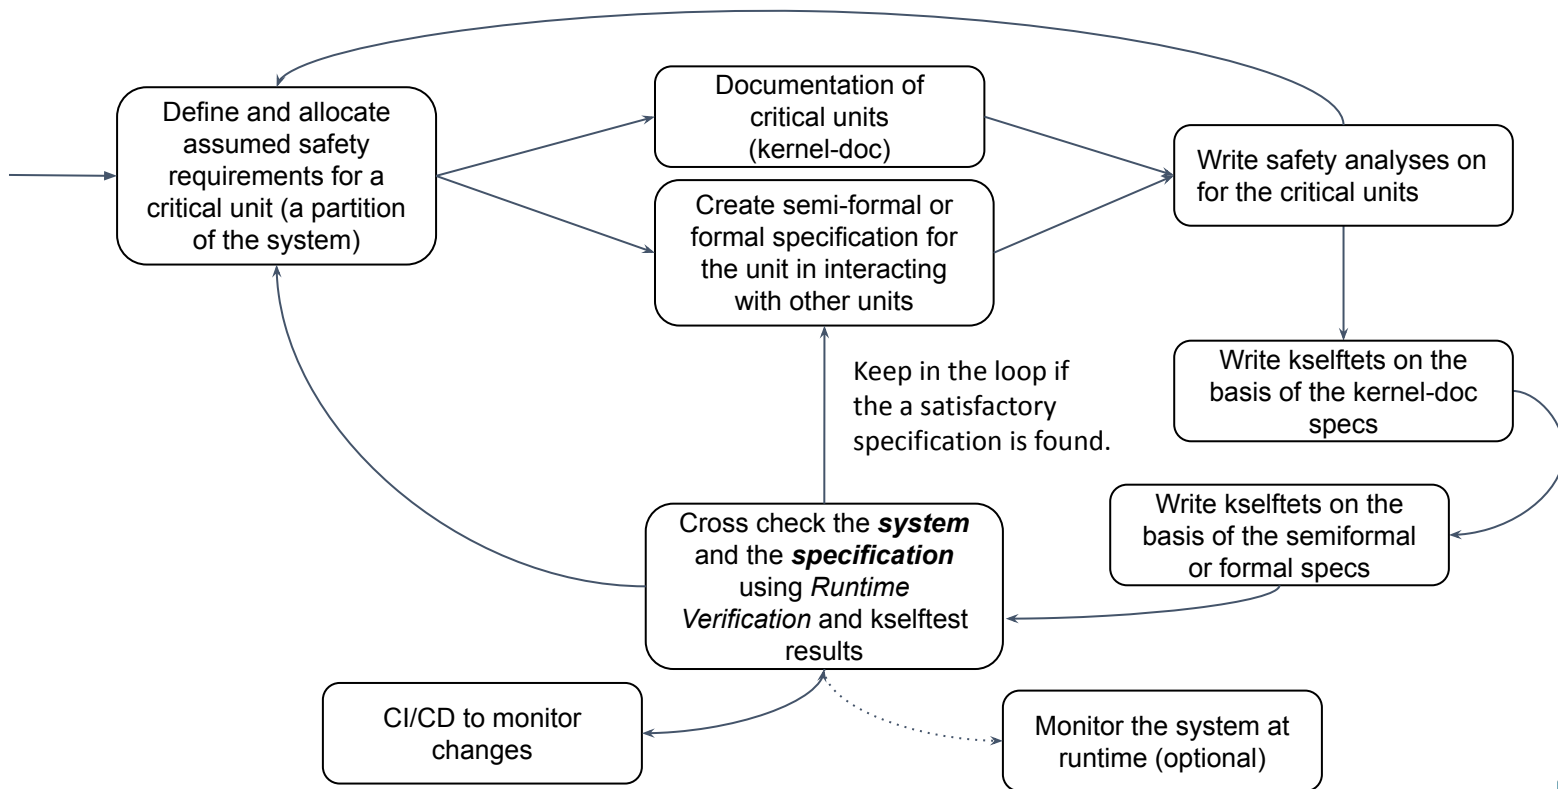 Define and allocate
assumed safety
requirements for a
critical unit (a partition
of the system)
Documentation of
critical units
(kernel-doc)
Create semi-formal or
formal specification for
the unit in interacting
with other units
Write safety analyses on
for the critical units
Write kselftets on the
basis of the kernel-doc
specs
Keep in the loop if
the a satisfactory
specification is found.
Write kselftets on the
basis of the semiformal
or formal specs
Cross check the system
and the specification
using Runtime
Verification and kselftest
results
CI/CD to monitor
changes
Monitor the system at
runtime (optional)